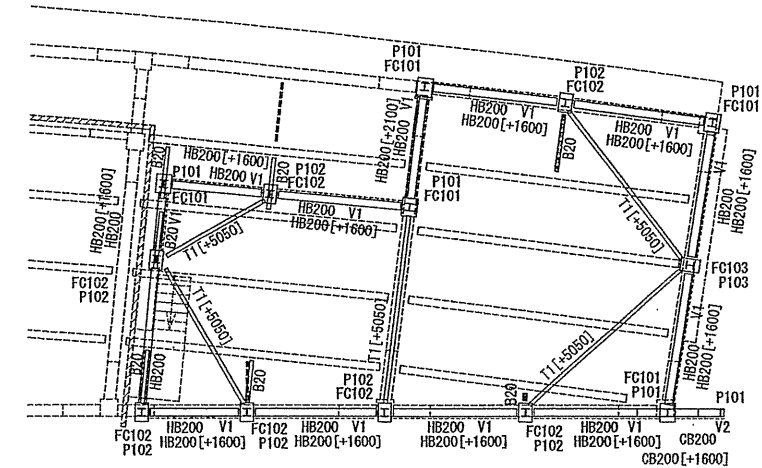 P101
FC101
P102
FC102
P101
FC101
HB200 V1
HB200[+1600]
HB200 V1
HB200[+1600]
V1
HB200[+2100]
HB200
B20
HB200[+1600]
HB200 V1
B20
P102
FC102
B20
P101
EC101
HB200 V1
HB200[+1600]
P101
FC101
V1
HB200
HB200[+1600]
HB200[+1600]
HB200
B20 V1
T1[+5050]
T1[+5050]
FC103
P103
FC102
P102
T1[+5050]
T1[+5050]
T1[+5050]
V1
HB200
HB200[+1600]
B20
HB200
B20
P102
FC102
B20
FC101
P101
P101
FC102
P102
HB200 V1
HB200[+1600]
FC102
P102
HB200 V1
HB200[+1600]
HB200 V1
HB200[+1600]
FC102
P102
HB200 V1
HB200[+1600]
V2
CB200
CB200[+1600]